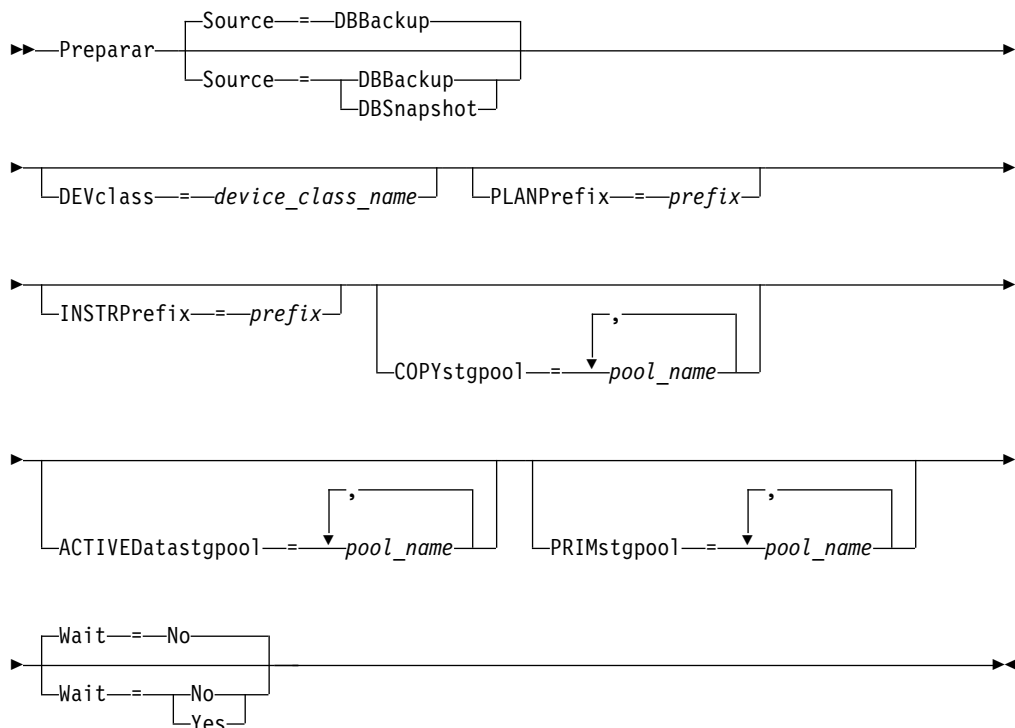 Source = DBBackup
Preparar
Source = DBBackup
DBSnapshot
DEVclass = device_class_name PLANPrefix = prefix
INSTRPrefix = prefix
,
COPYstgpool = pool_name
, ,
ACTIVEDatastgpool = pool_name PRIMstgpool = pool_name
Wait = No
Wait = No
Yes